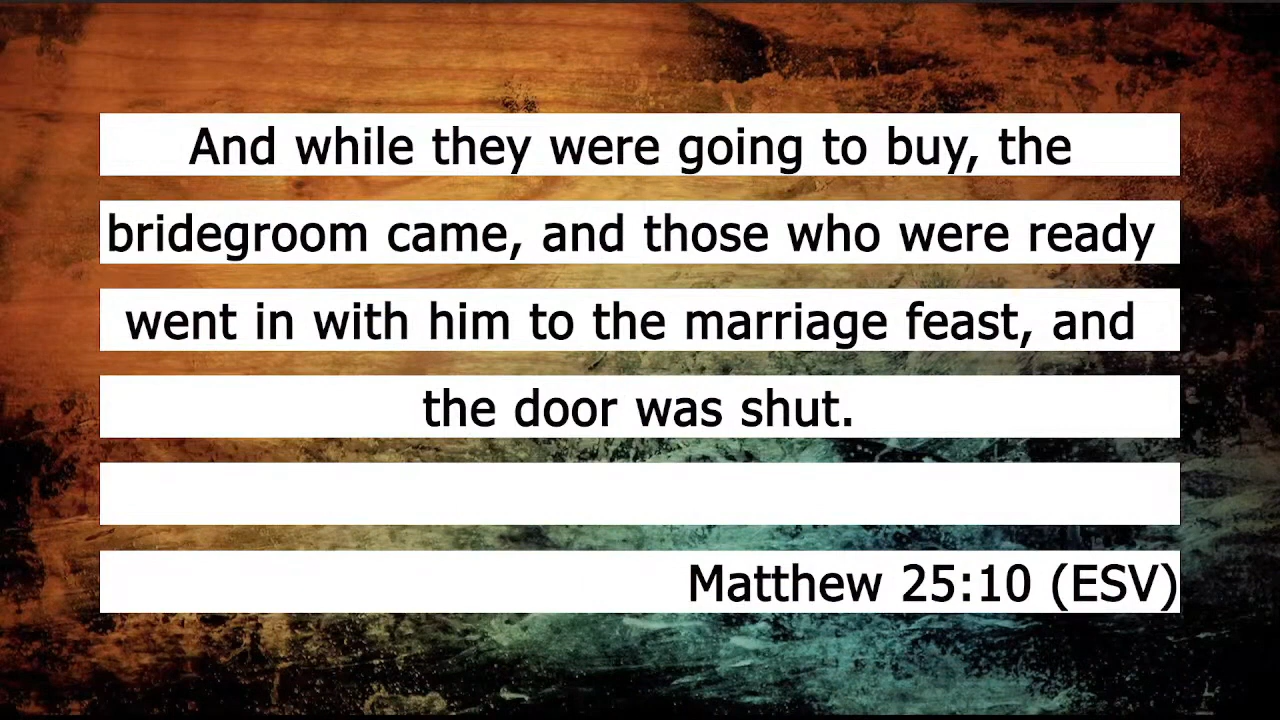 And while they were going to buy, the
bridegroom came, and those who were ready
went in with him to the marriage feast, and
the door was shut.
Matthew 25:10 (ESV)